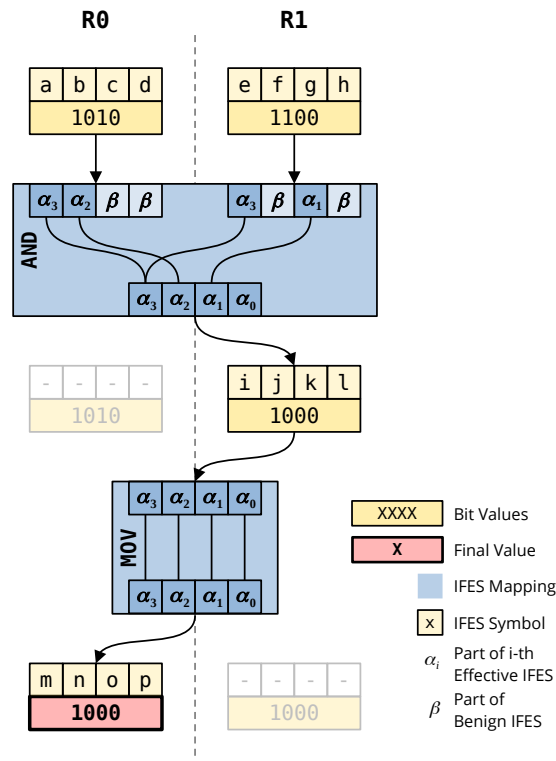 R0 R1
a b c d e f g h
1010 1100
α3 α2 β β α3 β α1 β
AND
α3 α2 α1 α0
- - - - i j k l
1010 1000
α3 α2 α1 α0
MOV
α3 α2 α1 α0
XXXX Bit Values
X Final Value
IFES Mapping
x IFES Symbol
αi Part of i-th
Effective IFES
β Part of
Benign IFES
m n o p - - - -
1000 1000